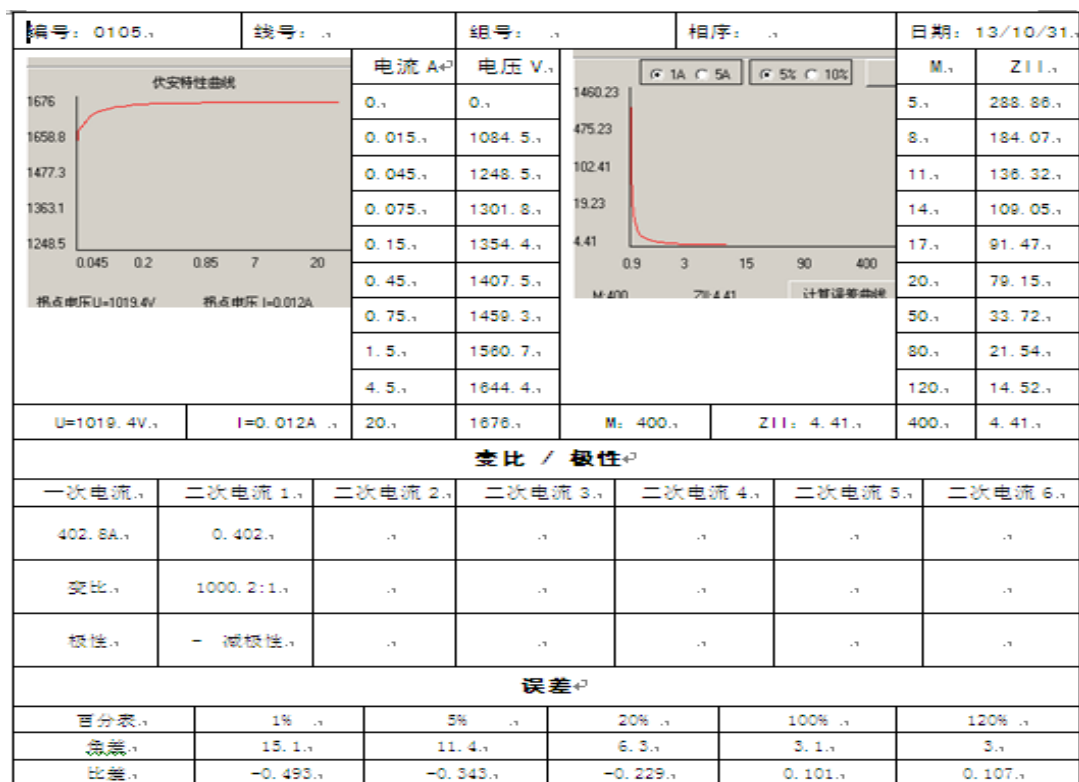 编号: 0105. 线号: . 组号: . 相序: . 日期: 13/10/31.
伏安特性曲线
1676
1658.8
1477.3
1363.1
1248.5
0.045 0.2 0.85 7 20
拐点电压U=1019.4V 拐点电压 I=0.012A
电流 A 电压 V.
0. 0.
0.015. 1084.5.
0.045. 1248.5.
0.075. 1301.8.
0.15. 1354.4.
0.45. 1407.5.
0.75. 1459.3.
1.5. 1560.7.
4.5. 1644.4.
1A 5A 5% 10%
1460.23
475.23
102.41
19.23
4.41
0.9 3 15 90 400
M:400 ZII:4.41 计算误差曲线
M. ZII.
5. 288.86.
8. 184.07.
11. 136.32.
14. 109.05.
17. 91.47.
20. 79.15.
50. 33.72.
80. 21.54.
120. 14.52.
U=1019.4V. I=0.012A . 20. 1676. M: 400. ZII: 4.41. 400. 4.41.
变比 / 极性
一次电流. 二次电流 1. 二次电流 2. 二次电流 3. 二次电流 4. 二次电流 5. 二次电流 6.
402.8A. 0.402.
变比. 1000.2:1.
极性. - 减极性.
误差
百分表. 1% . 5% . 20% . 100% . 120% .
角差. 15.1. 11.4. 6.3. 3.1. 3.
比差. -0.493. -0.343. -0.229. 0.101. 0.107.